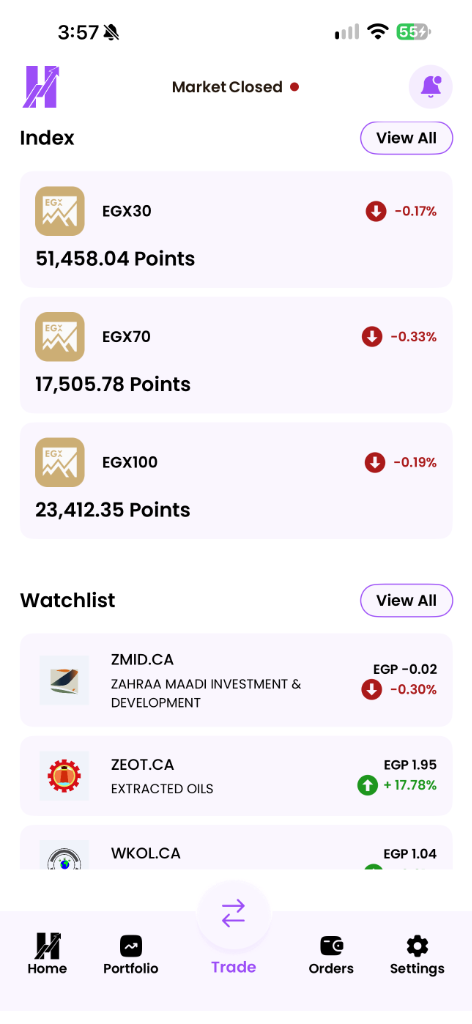 3:57
55
Market Closed
Index
View All
EGX
EGX30
-0.17%
51,458.04 Points
EGX
EGX70
-0.33%
17,505.78 Points
EGX
EGX100
-0.19%
23,412.35 Points
Watchlist
View All
ZMID.CA
EGP -0.02
ZAHRAA MAADI INVESTMENT &
DEVELOPMENT
-0.30%
ZEOT.CA
EGP 1.95
EXTRACTED OILS
+ 17.78%
WKOL.CA
EGP 1.04
Home
Portfolio
Trade
Orders
Settings